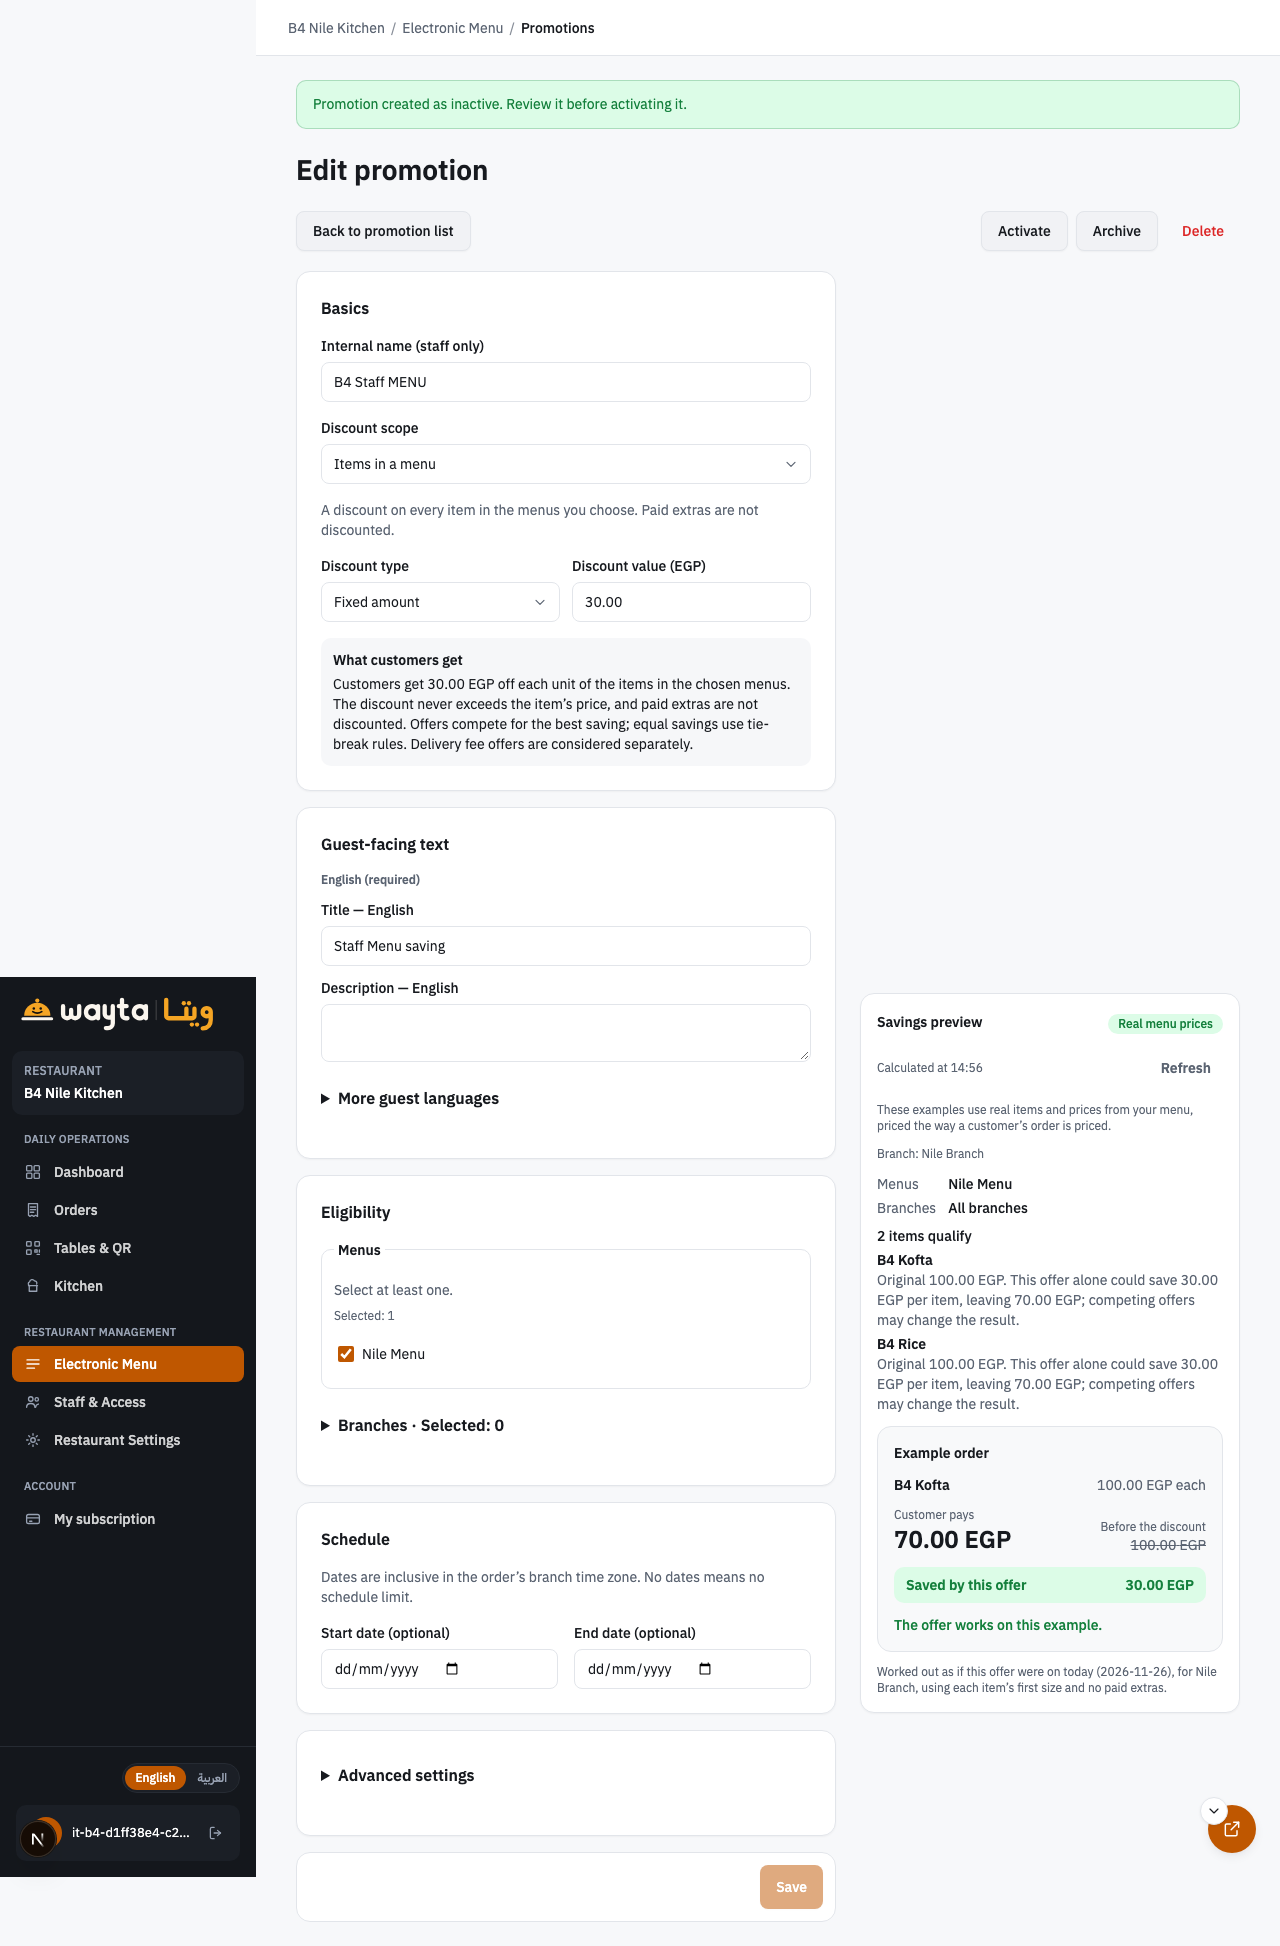 B4 Nile Kitchen / Electronic Menu / Promotions
Promotion created as inactive. Review it before activating it.
Edit promotion
Back to promotion list
Activate
Archive
Delete
Basics
Internal name (staff only)
B4 Staff MENU
Discount scope
Items in a menu
A discount on every item in the menus you choose. Paid extras are not
discounted.
Discount type
Discount value (EGP)
Fixed amount
30.00
What customers get
Customers get 30.00 EGP off each unit of the items in the chosen menus.
The discount never exceeds the item’s price, and paid extras are not
discounted. Offers compete for the best saving; equal savings use tie-
break rules. Delivery fee offers are considered separately.
Guest-facing text
English (required)
Title — English
Staff Menu saving
Description — English
More guest languages
Eligibility
Menus
Select at least one.
Selected: 1
Nile Menu
Branches · Selected: 0
Schedule
Dates are inclusive in the order’s branch time zone. No dates means no
schedule limit.
Start date (optional)
End date (optional)
dd/mm/yyyy
dd/mm/yyyy
Advanced settings
Save
wayta ويتا
RESTAURANT
B4 Nile Kitchen
DAILY OPERATIONS
Dashboard
Orders
Tables & QR
Kitchen
RESTAURANT MANAGEMENT
Electronic Menu
Staff & Access
Restaurant Settings
ACCOUNT
My subscription
English
العربية
N
it-b4-d1ff38e4-c2...
Savings preview
Real menu prices
Calculated at 14:56
Refresh
These examples use real items and prices from your menu,
priced the way a customer’s order is priced.
Branch: Nile Branch
Menus Nile Menu
Branches All branches
2 items qualify
B4 Kofta
Original 100.00 EGP. This offer alone could save 30.00
EGP per item, leaving 70.00 EGP; competing offers
may change the result.
B4 Rice
Original 100.00 EGP. This offer alone could save 30.00
EGP per item, leaving 70.00 EGP; competing offers
may change the result.
Example order
B4 Kofta
100.00 EGP each
Customer pays
70.00 EGP
Before the discount
100.00 EGP
Saved by this offer
30.00 EGP
The offer works on this example.
Worked out as if this offer were on today (2026-11-26), for Nile
Branch, using each item’s first size and no paid extras.